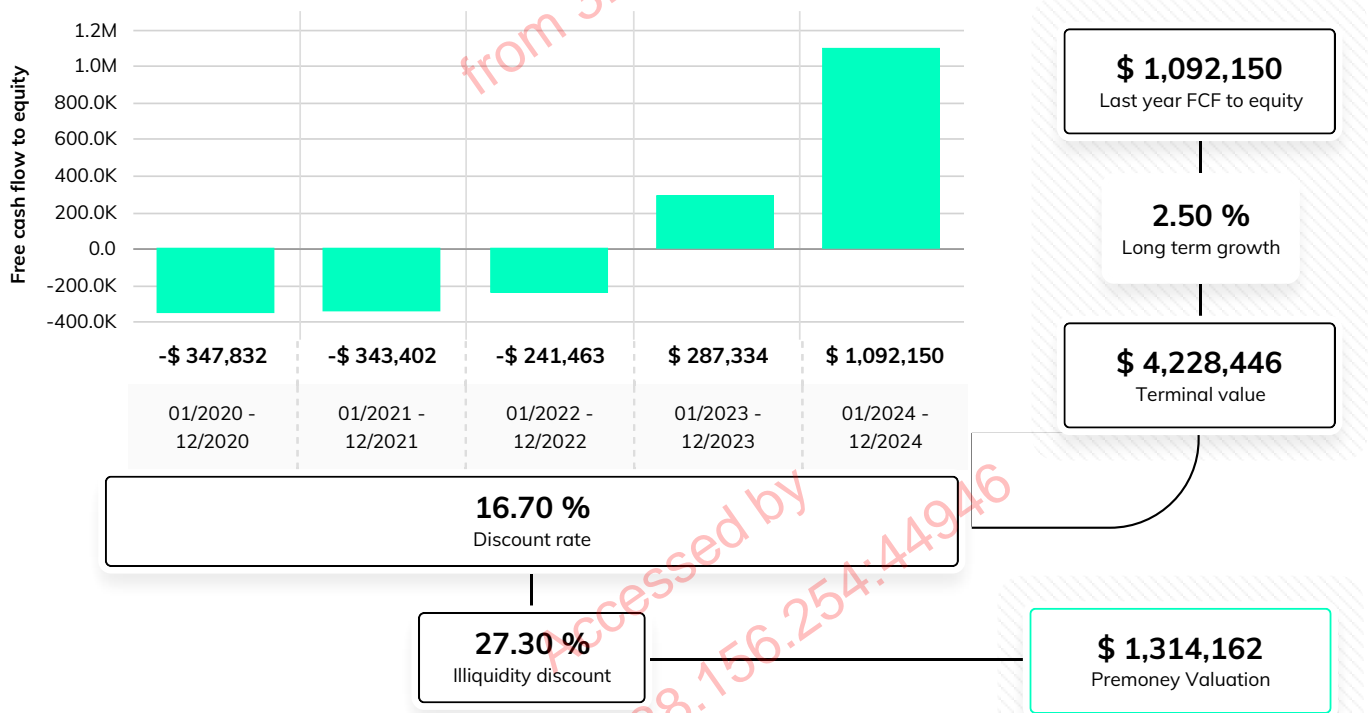 Free cash flow to equity
1.2M
1.0M
800.0K
600.0K
400.0K
200.0K
0.0
-200.0K
-400.0K
-$ 347,832
-$ 343,402
-$ 241,463
$ 287,334
$ 1,092,150
01/2020 -
12/2020
01/2021 -
12/2021
01/2022 -
12/2022
01/2023 -
12/2023
01/2024 -
12/2024
16.70 %
Discount rate
27.30 %
Illiquidity discount
$ 1,092,150
Last year FCF to equity
2.50 %
Long term growth
$ 4,228,446
Terminal value
$ 1,314,162
Premoney Valuation
from
Accessed by
.156.254:44946